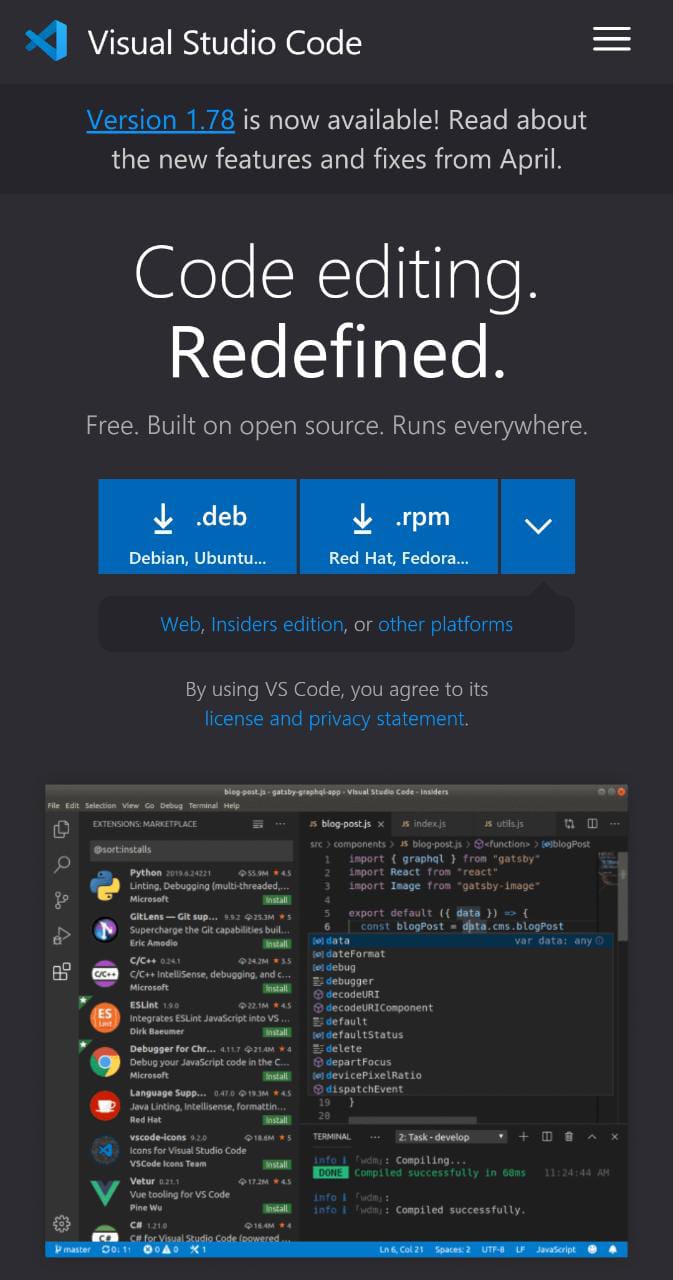 Visual Studio Code
Version 1.78 is now available! Read about
the new features and fixes from April.
Code editing.
Redefined.
Free. Built on open source. Runs everywhere.
.deb
Debian, Ubuntu...
.rpm
Red Hat, Fedora...
Web, Insiders edition, or other platforms
By using VS Code, you agree to its
license and privacy statement.
blog-post.js - gatsby-graphql-app - Visual Studio Code - Insiders
File Edit Selection View Go Debug Terminal Help
EXTENSIONS: MARKETPLACE
@sort:installs
Python 2019.6.24221 55.9M 4.5
Linting, Debugging (multi-threaded,...
Microsoft Install
GitLens — Git sup... 9.9.2 25.3M 5
Supercharge the Git capabilities buil...
Eric Amodio Install
C/C++ 0.24.1 24.2M 3.5
C/C++ IntelliSense, debugging, and c...
Microsoft Install
ESLint 1.9.0 22.1M 4.5
Integrates ESLint JavaScript into VS ...
Dirk Baeumer Install
Debugger for Chr... 4.11.7 21.4M 4
Debug your JavaScript code in the C...
Microsoft Install
Language Supp... 0.47.0 19.3M 4.5
Java Linting, Intellisense, formattin...
Red Hat Install
vscode-icons 9.2.0 18.6M 5
Icons for Visual Studio Code
VSCode Icons Team Install
Vetur 0.21.1 17.2M 4.5
Vue tooling for VS Code
Pine Wu Install
C# 1.21.0 16.4M 4
C# for Visual Studio Code (powered ...
JS blog-post.js JS index.js JS utils.js
src > components > JS blog-post.js > <function> > blogPost
1 import { graphql } from "gatsby"
2 import React from "react"
3 import Image from "gatsby-image"
4
5 export default ({ data }) => {
6 const blogPost = data.cms.blogPost
data var data: any
dateFormat
debug
debugger
decodeURI
decodeURIComponent
default
defaultStatus
delete
departFocus
devicePixelRatio
dispatchEvent
19 }
20
TERMINAL ... 2: Task - develop
info i 「wdm」: Compiling...
DONE Compiled successfully in 68ms 11:24:44 AM
info i 「wdm」:
info i 「wdm」: Compiled successfully.
master 0↓ 1↑ 0 0 1 Ln 6, Col 21 Spaces: 2 UTF-8 LF JavaScript